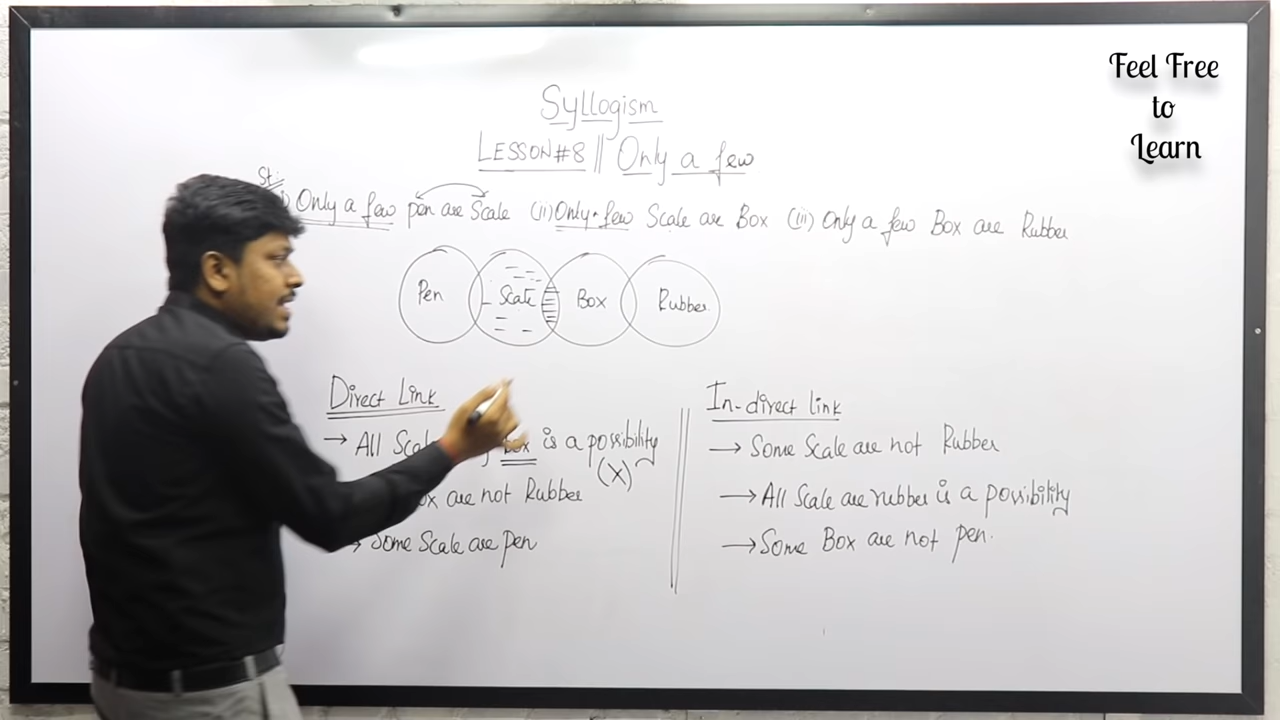 Feel Free
to
Learn
Syllogism
LESSON#8 || Only a few
St:
i) Only a few pen are Scale (ii) Only a few Scale are Box (iii) Only a few Box are Rubber
Pen Scale Box Rubber
Direct Link
→ All Scale Box is a possibility
(X)
Box are not Rubber
→ Some Scale are Pen
In-direct link
→ Some Scale are not Rubber
→ All Scale are rubber is a possibility
→ Some Box are not pen.